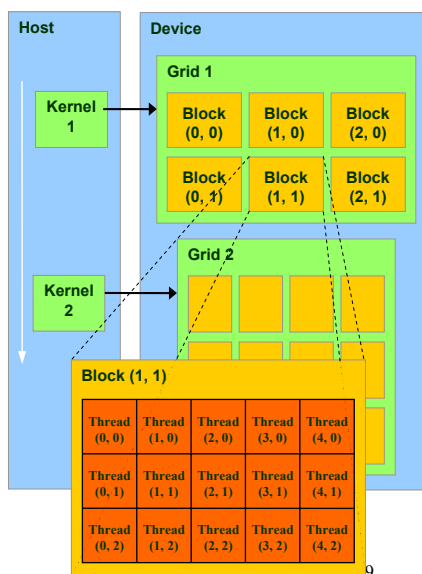 Host
Device
Grid 1
Kernel
1
Block
(0, 0)
Block
(1, 0)
Block
(2, 0)
Block
(0, 1)
Block
(1, 1)
Block
(2, 1)
Grid 2
Kernel
2
Block (1, 1)
Thread
(0, 0)
Thread
(1, 0)
Thread
(2, 0)
Thread
(3, 0)
Thread
(4, 0)
Thread
(0, 1)
Thread
(1, 1)
Thread
(2, 1)
Thread
(3, 1)
Thread
(4, 1)
Thread
(0, 2)
Thread
(1, 2)
Thread
(2, 2)
Thread
(3, 2)
Thread
(4, 2)